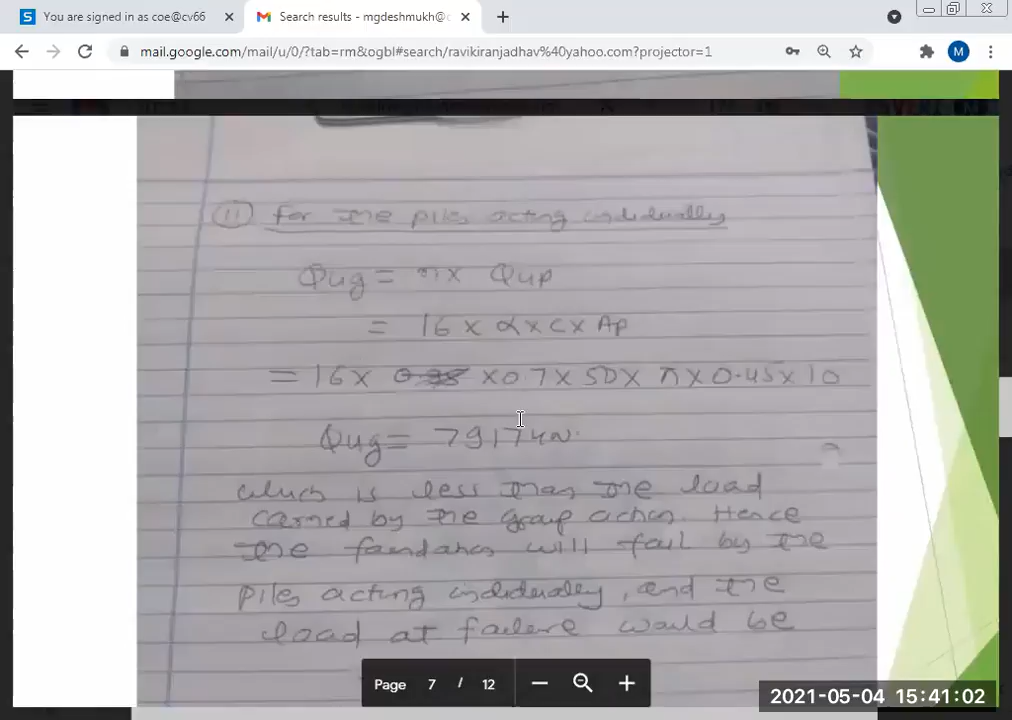 You are signed in as coe@cv66
Search results - mgdeshmukh@c
mail.google.com/mail/u/0/?tab=rm&ogbl#search/ravikiranjadhav%40yahoo.com?projector=1
M
(11) for the piles acting individually
Qug = n x Qup
= 16 x α x c x Ap
= 16 x x 0.7 x 50 x π x 0.45 x 10
Qug = 7917 kN.
which is less than the load
carried by the group action. Hence
the foundation will fail by the
piles acting individually, and the
load at failure would be
Page 7 / 12
2021-05-04 15:41:02